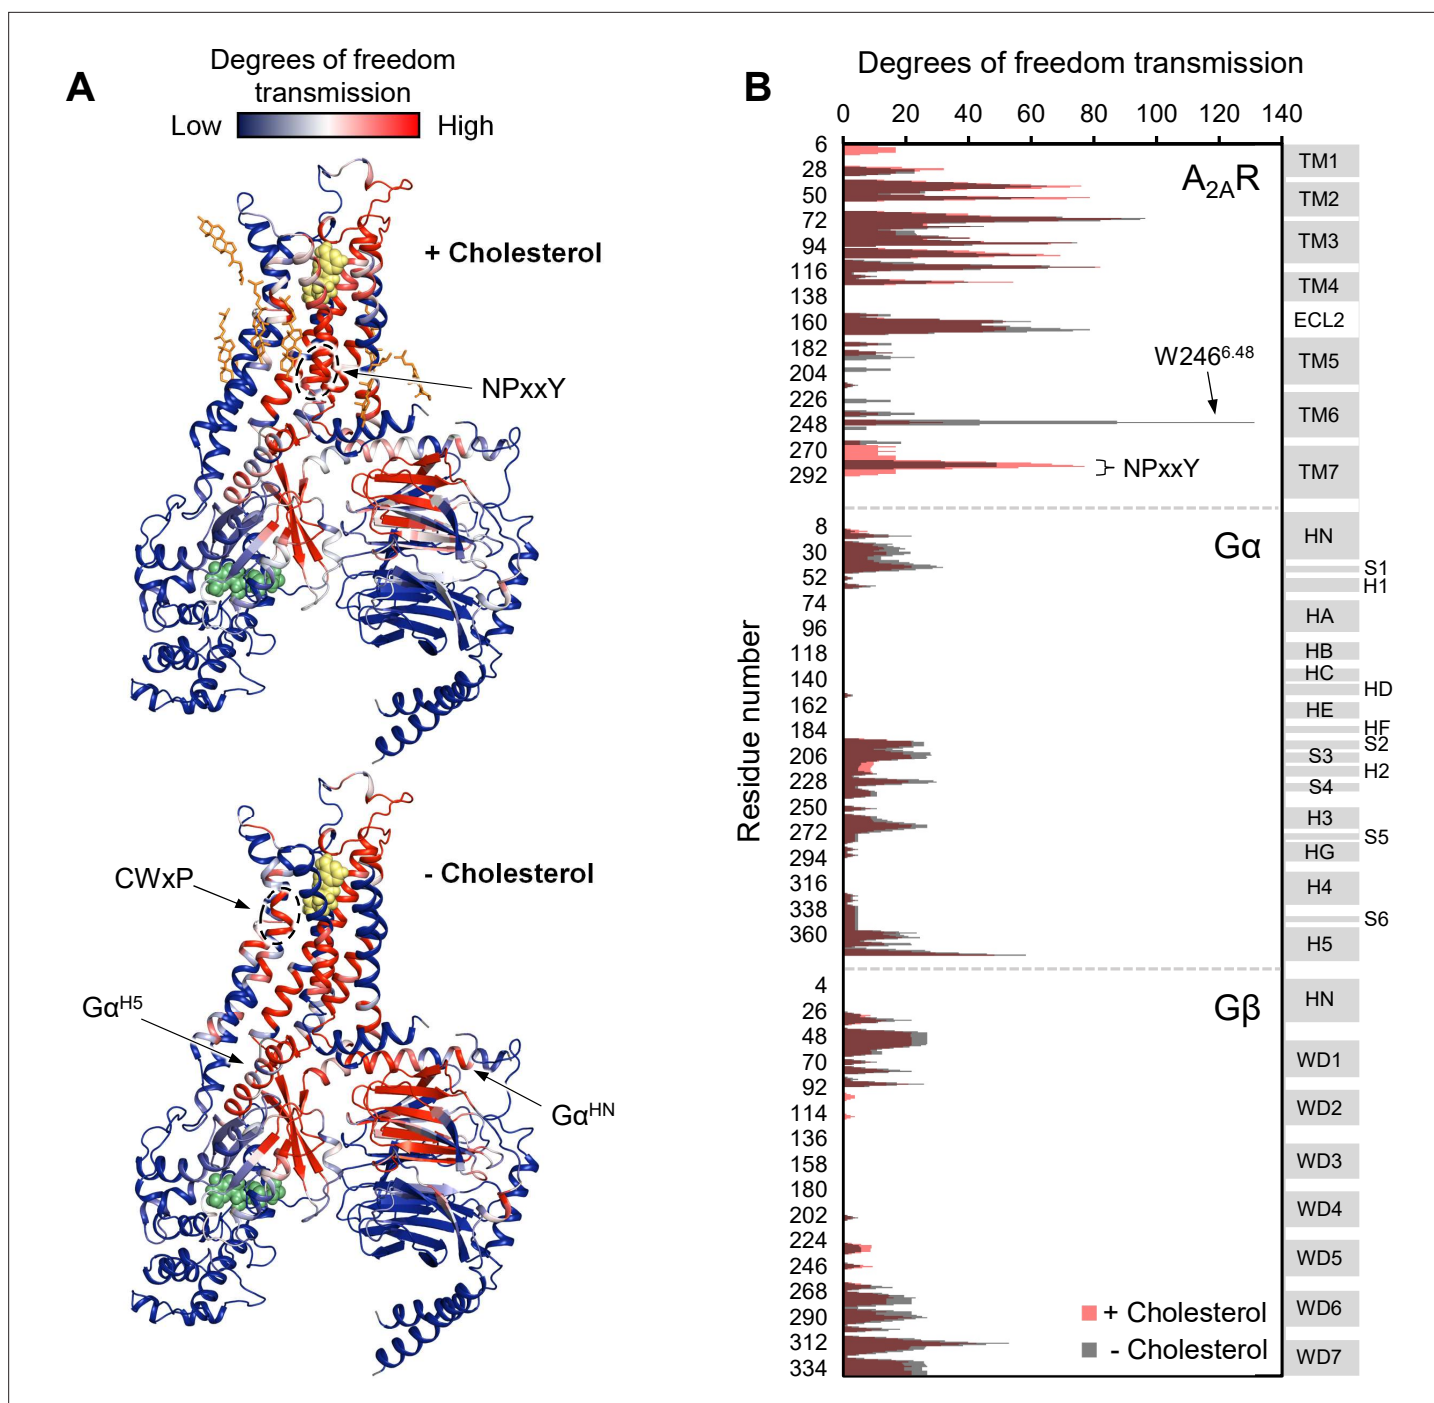 A
Degrees of freedom
transmission
Low
High
+ Cholesterol
NPxxY
- Cholesterol
CWxP
Gα^H5
Gα^HN
B
Degrees of freedom transmission
0 20 40 60 80 100 120 140
Residue number
A2AR
6
28
50
72
94
116
138
160
182
204
226
248
270
292
W246^6.48
NPxxY
TM1
TM2
TM3
TM4
ECL2
TM5
TM6
TM7
Gα
8
30
52
74
96
118
140
162
184
206
228
250
272
294
316
338
360
HN
S1
H1
HA
HB
HC
HD
HE
HF
S2
S3
H2
S4
H3
S5
HG
H4
S6
H5
Gβ
4
26
48
70
92
114
136
158
180
202
224
246
268
290
312
334
HN
WD1
WD2
WD3
WD4
WD5
WD6
WD7
+ Cholesterol
- Cholesterol